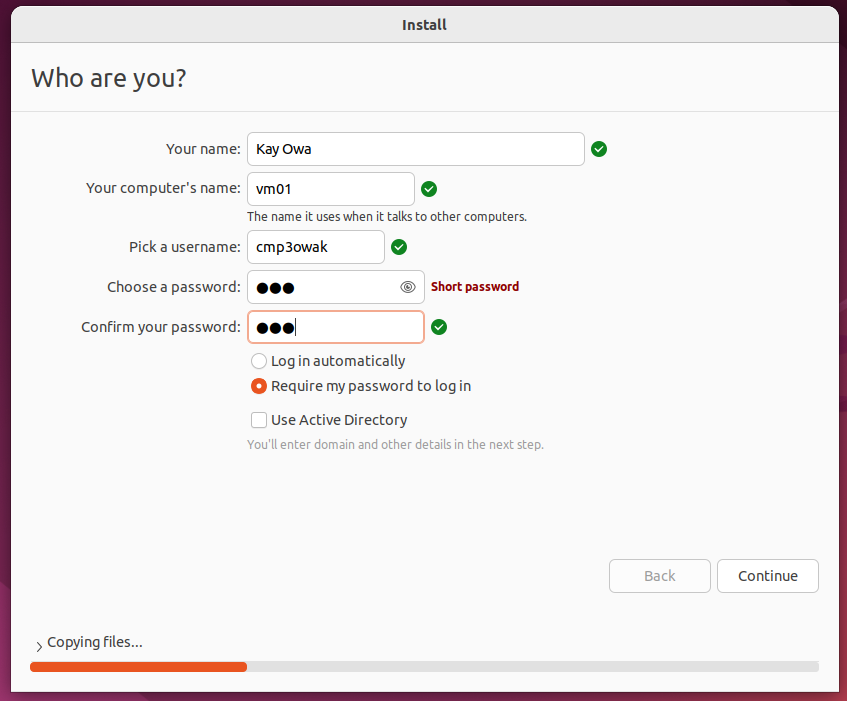 Install
Who are you?
Your name: Kay Owa
Your computer's name: vm01
The name it uses when it talks to other computers.
Pick a username: cmp3owak
Choose a password: ●●● Short password
Confirm your password: ●●●
Log in automatically
Require my password to log in
Use Active Directory
You'll enter domain and other details in the next step.
Back Continue
Copying files...